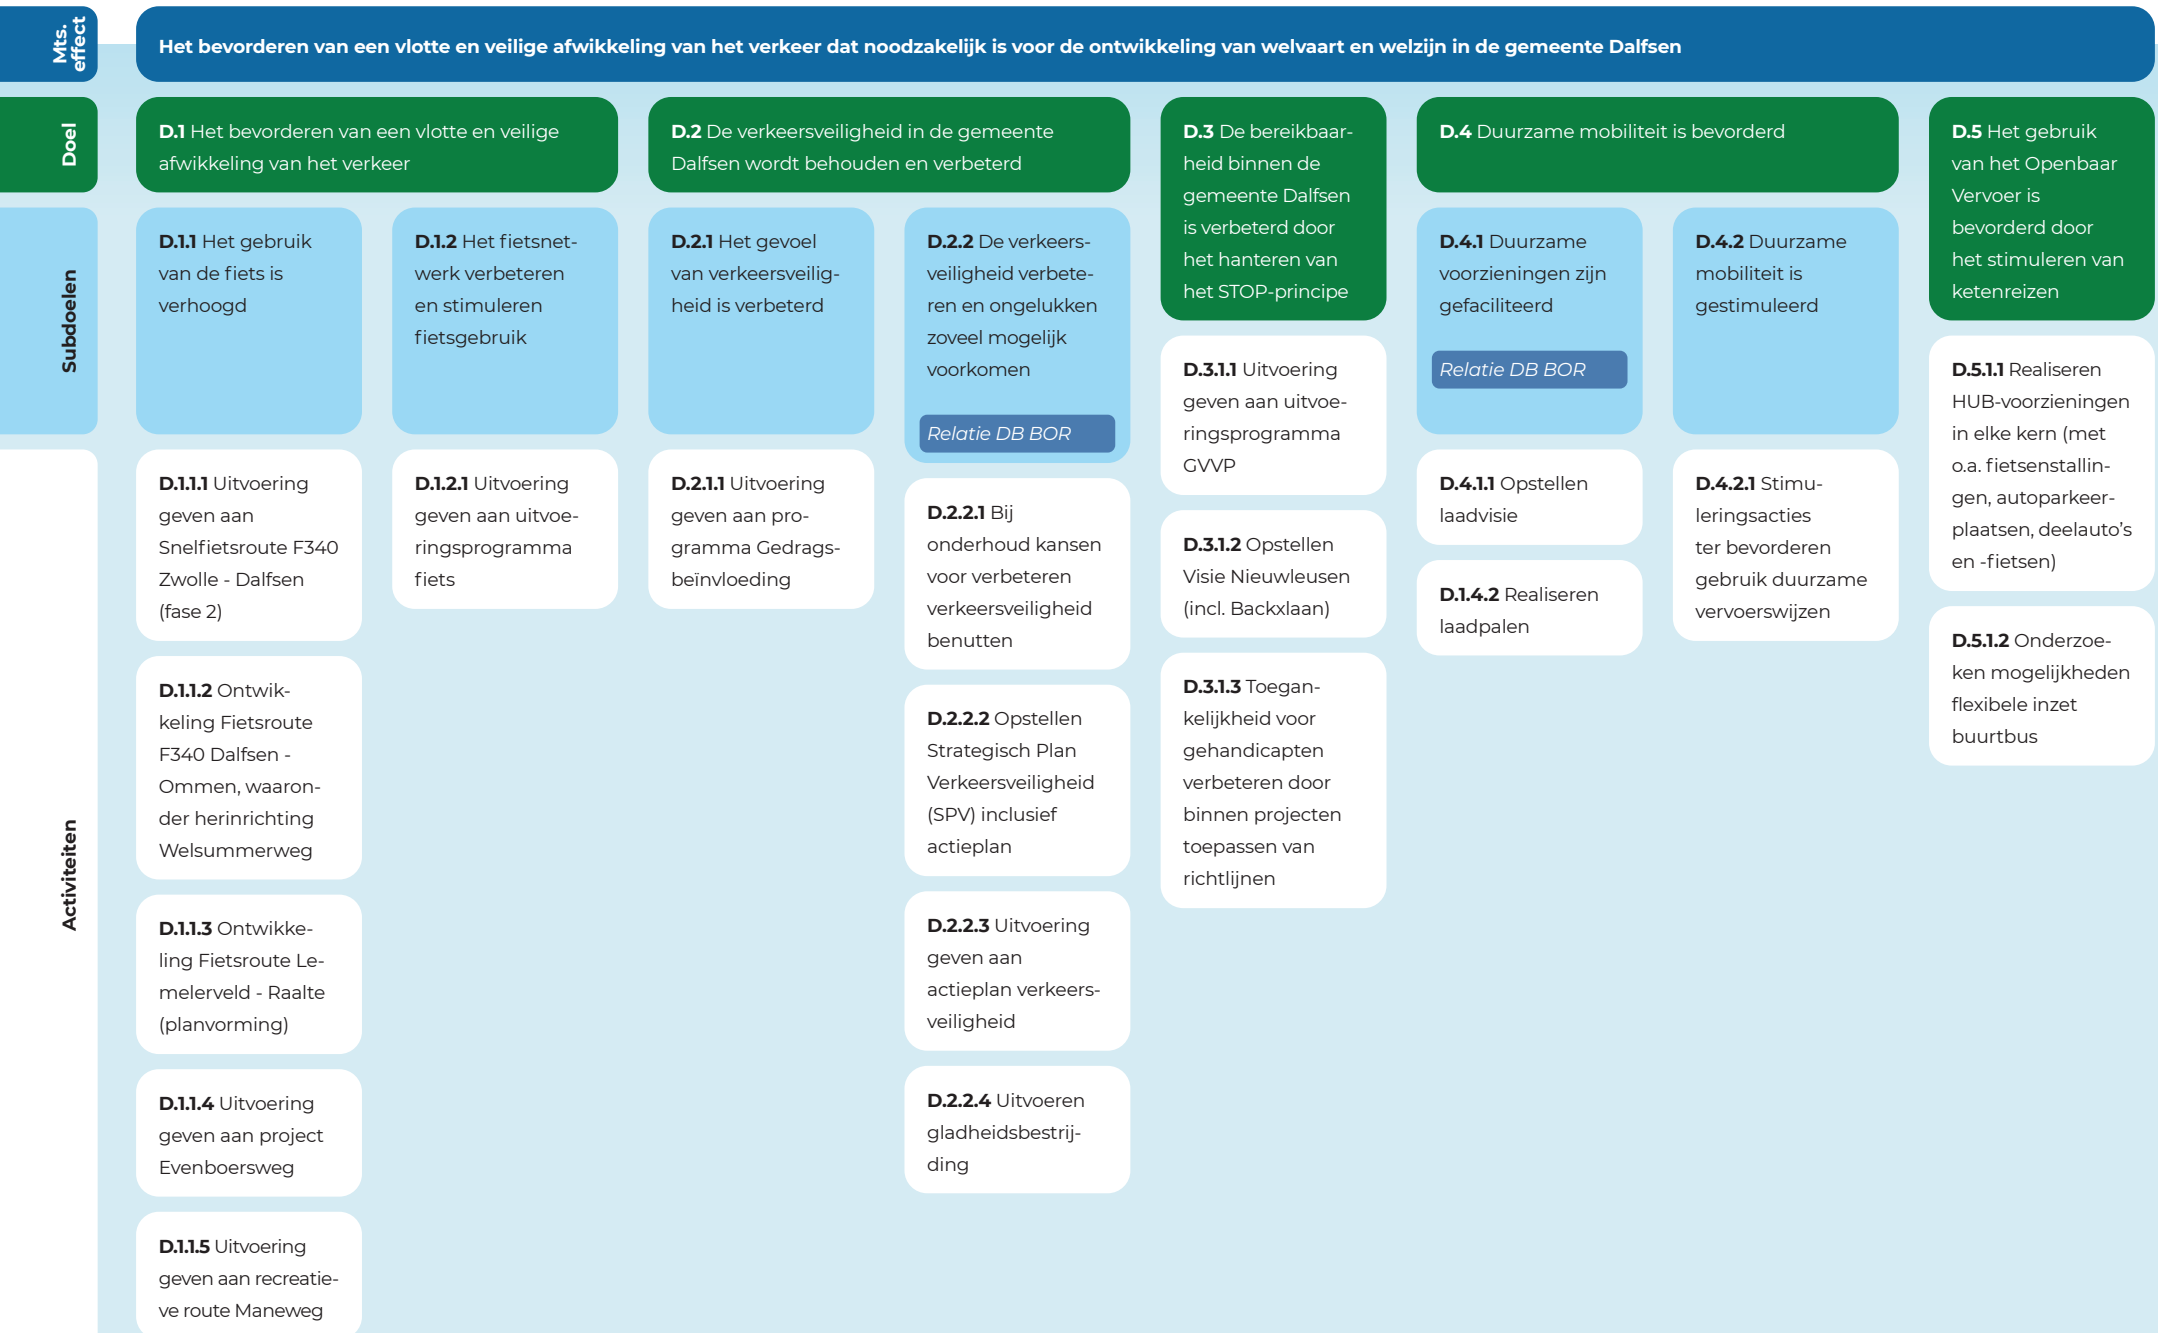 Mts.
effect
Het bevorderen van een vlotte en veilige afwikkeling van het verkeer dat noodzakelijk is voor de ontwikkeling van welvaart en welzijn in de gemeente Dalfsen
Doel
D.1 Het bevorderen van een vlotte en veilige
afwikkeling van het verkeer
D.2 De verkeersveiligheid in de gemeente
Dalfsen wordt behouden en verbeterd
D.3 De bereikbaar-
heid binnen de
gemeente Dalfsen
is verbeterd door
het hanteren van
het STOP-principe
D.4 Duurzame mobiliteit is bevorderd
D.5 Het gebruik
van het Openbaar
Vervoer is
bevorderd door
het stimuleren van
ketenreizen
Subdoelen
D.1.1 Het gebruik
van de fiets is
verhoogd
D.1.2 Het fietsnet-
werk verbeteren
en stimuleren
fietsgebruik
D.2.1 Het gevoel
van verkeersveilig-
heid is verbeterd
D.2.2 De verkeers-
veiligheid verbete-
ren en ongelukken
zoveel mogelijk
voorkomen
Relatie DB BOR
D.4.1 Duurzame
voorzieningen zijn
gefaciliteerd
Relatie DB BOR
D.4.2 Duurzame
mobiliteit is
gestimuleerd
Activiteiten
D.1.1.1 Uitvoering
geven aan
Snelfietsroute F340
Zwolle - Dalfsen
(fase 2)
D.1.1.2 Ontwik-
keling Fietsroute
F340 Dalfsen -
Ommen, waaron-
der herinrichting
Welsummerweg
D.1.1.3 Ontwikke-
ling Fietsroute Le-
melerveld - Raalte
(planvorming)
D.1.1.4 Uitvoering
geven aan project
Evenboersweg
D.1.1.5 Uitvoering
geven aan recreatie-
ve route Maneweg
D.1.2.1 Uitvoering
geven aan uitvoe-
ringsprogramma
fiets
D.2.1.1 Uitvoering
geven aan pro-
gramma Gedrags-
beïnvloeding
D.2.2.1 Bij
onderhoud kansen
voor verbeteren
verkeersveiligheid
benutten
D.2.2.2 Opstellen
Strategisch Plan
Verkeersveiligheid
(SPV) inclusief
actieplan
D.2.2.3 Uitvoering
geven aan
actieplan verkeers-
veiligheid
D.2.2.4 Uitvoeren
gladheidsbestrij-
ding
D.3.1.1 Uitvoering
geven aan uitvoe-
ringsprogramma
GVVP
D.3.1.2 Opstellen
Visie Nieuwleusen
(incl. Backxlaan)
D.3.1.3 Toegan-
kelijkheid voor
gehandicapten
verbeteren door
binnen projecten
toepassen van
richtlijnen
D.4.1.1 Opstellen
laadvisie
D.1.4.2 Realiseren
laadpalen
D.4.2.1 Stimu-
leringsacties
ter bevorderen
gebruik duurzame
vervoerswijzen
D.5.1.1 Realiseren
HUB-voorzieningen
in elke kern (met
o.a. fietsenstallin-
gen, autoparkeer-
plaatsen, deelauto's
en -fietsen)
D.5.1.2 Onderzoe-
ken mogelijkheden
flexibele inzet
buurtbus